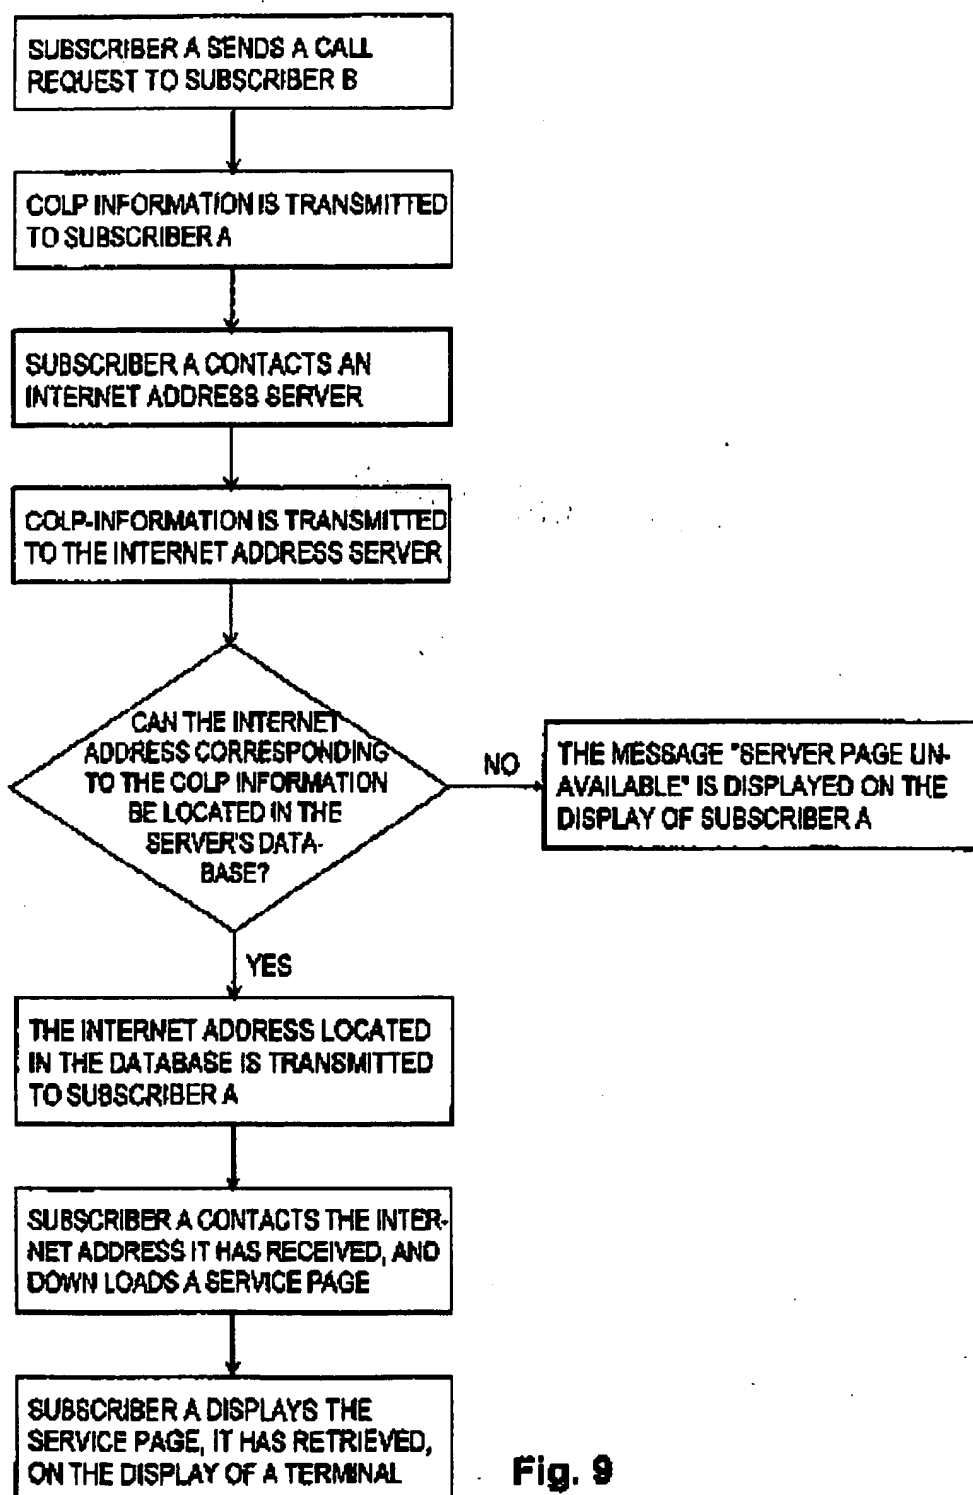 SUBSCRIBER A SENDS A CALL
REQUEST TO SUBSCRIBER B
COLP INFORMATION IS TRANSMITTED
TO SUBSCRIBER A
SUBSCRIBER A CONTACTS AN
INTERNET ADDRESS SERVER
COLP-INFORMATION IS TRANSMITTED
TO THE INTERNET ADDRESS SERVER
CAN THE INTERNET
ADDRESS CORRESPONDING
TO THE COLP INFORMATION
BE LOCATED IN THE
SERVER'S DATA-
BASE?
NO
THE MESSAGE "SERVER PAGE UN-
AVAILABLE" IS DISPLAYED ON THE
DISPLAY OF SUBSCRIBER A
YES
THE INTERNET ADDRESS LOCATED
IN THE DATABASE IS TRANSMITTED
TO SUBSCRIBER A
SUBSCRIBER A CONTACTS THE INTER-
NET ADDRESS IT HAS RECEIVED, AND
DOWN LOADS A SERVICE PAGE
SUBSCRIBER A DISPLAYS THE
SERVICE PAGE, IT HAS RETRIEVED,
ON THE DISPLAY OF A TERMINAL
Fig. 9